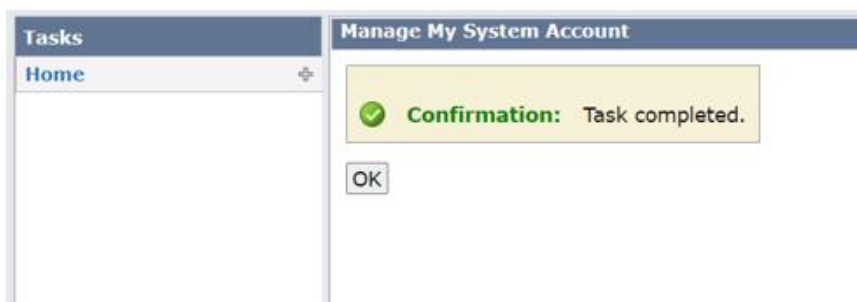 Tasks
Home
Manage My System Account
Confirmation: Task completed.
OK